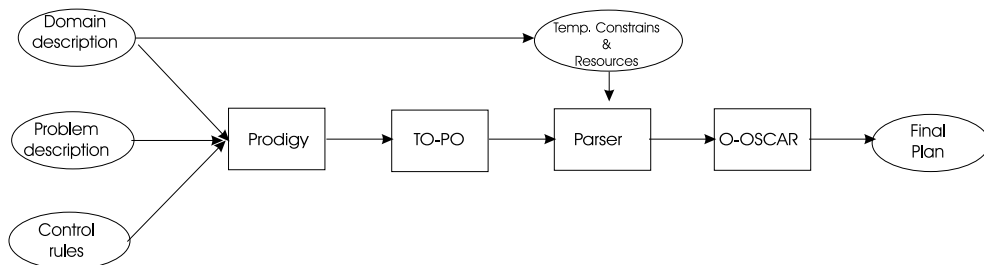 Domain
description
Temp. Constrains
&
Resources
Problem
description
Prodigy
TO-PO
Parser
O-OSCAR
Final
Plan
Control
rules